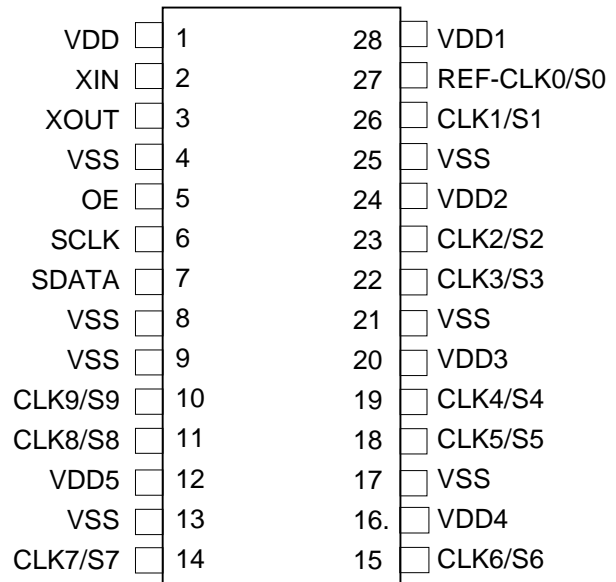 VDD 1 28 VDD1
XIN 2 27 REF-CLK0/S0
XOUT 3 26 CLK1/S1
VSS 4 25 VSS
OE 5 24 VDD2
SCLK 6 23 CLK2/S2
SDATA 7 22 CLK3/S3
VSS 8 21 VSS
VSS 9 20 VDD3
CLK9/S9 10 19 CLK4/S4
CLK8/S8 11 18 CLK5/S5
VDD5 12 17 VSS
VSS 13 16. VDD4
CLK7/S7 14 15 CLK6/S6